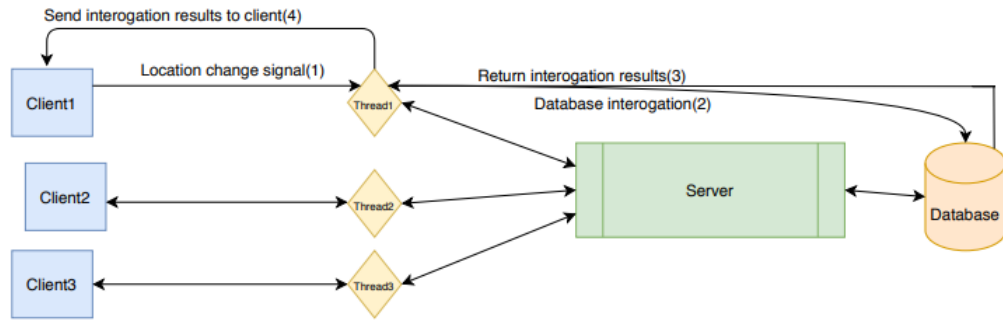 Send interogation results to client(4)
Location change signal(1)
Return interogation results(3)
Client1
Thread1
Database interogation(2)
Client2
Thread2
Server
Database
Client3
Thread3